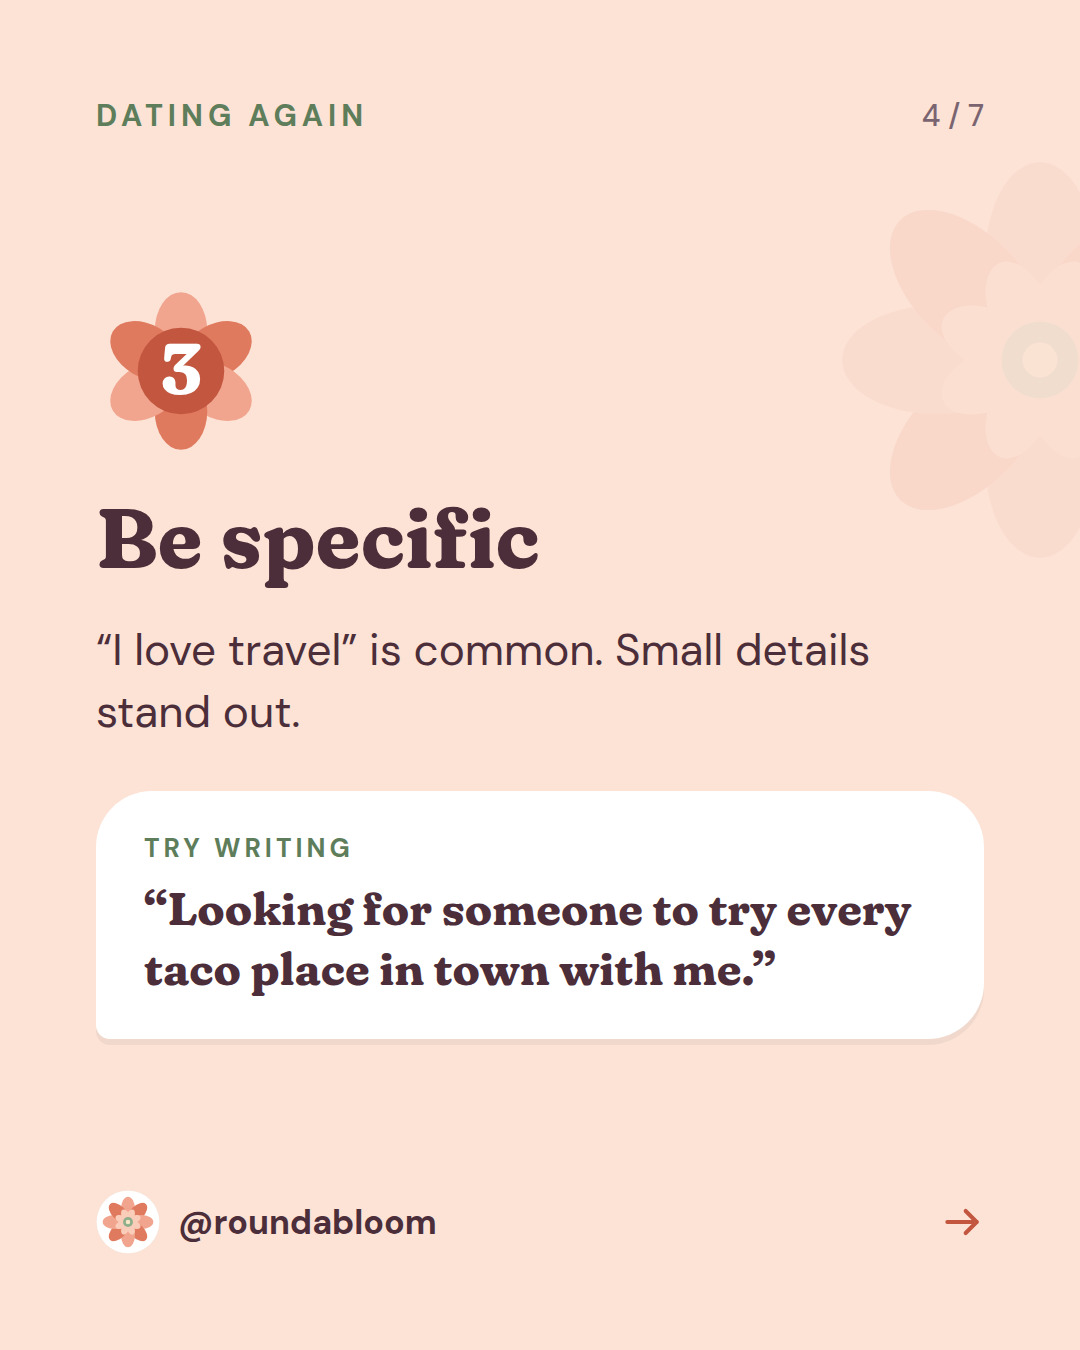 DATING AGAIN
4 / 7
3
Be specific
“I love travel” is common. Small details
stand out.
TRY WRITING
“Looking for someone to try every
taco place in town with me.”
@roundabloom
→